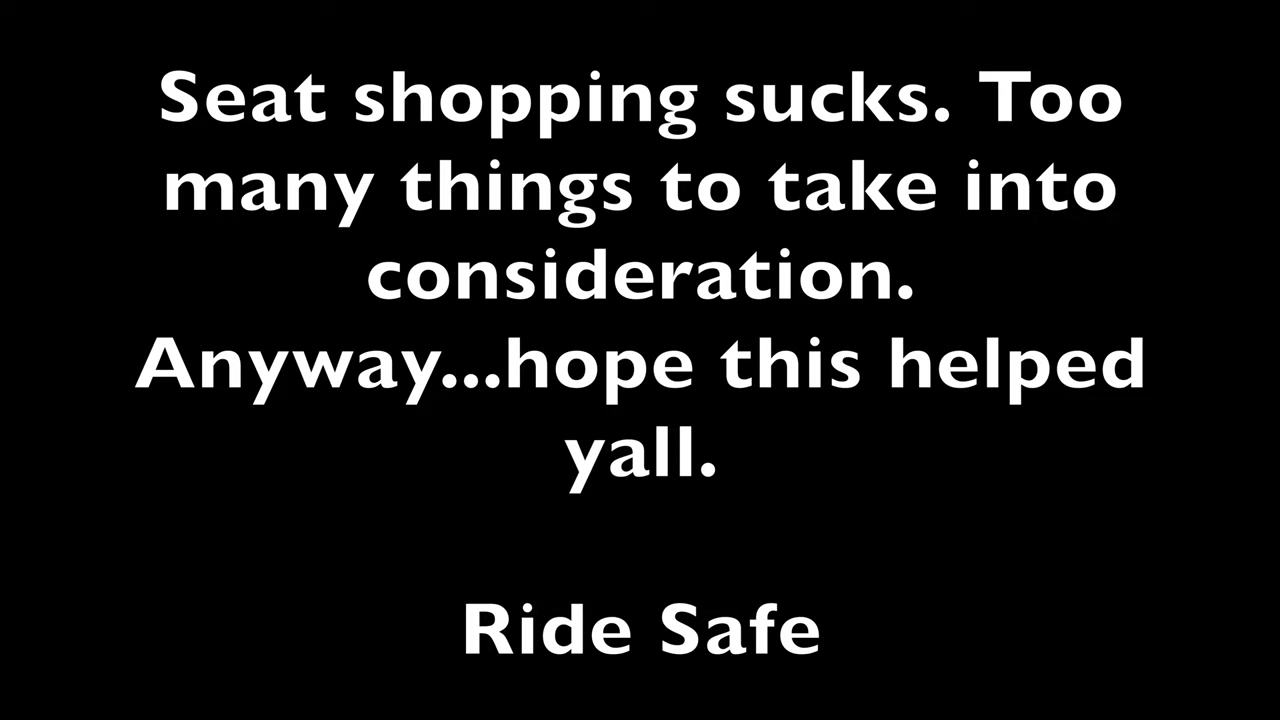 Seat shopping sucks. Too
many things to take into
consideration.
Anyway...hope this helped
yall.
Ride Safe